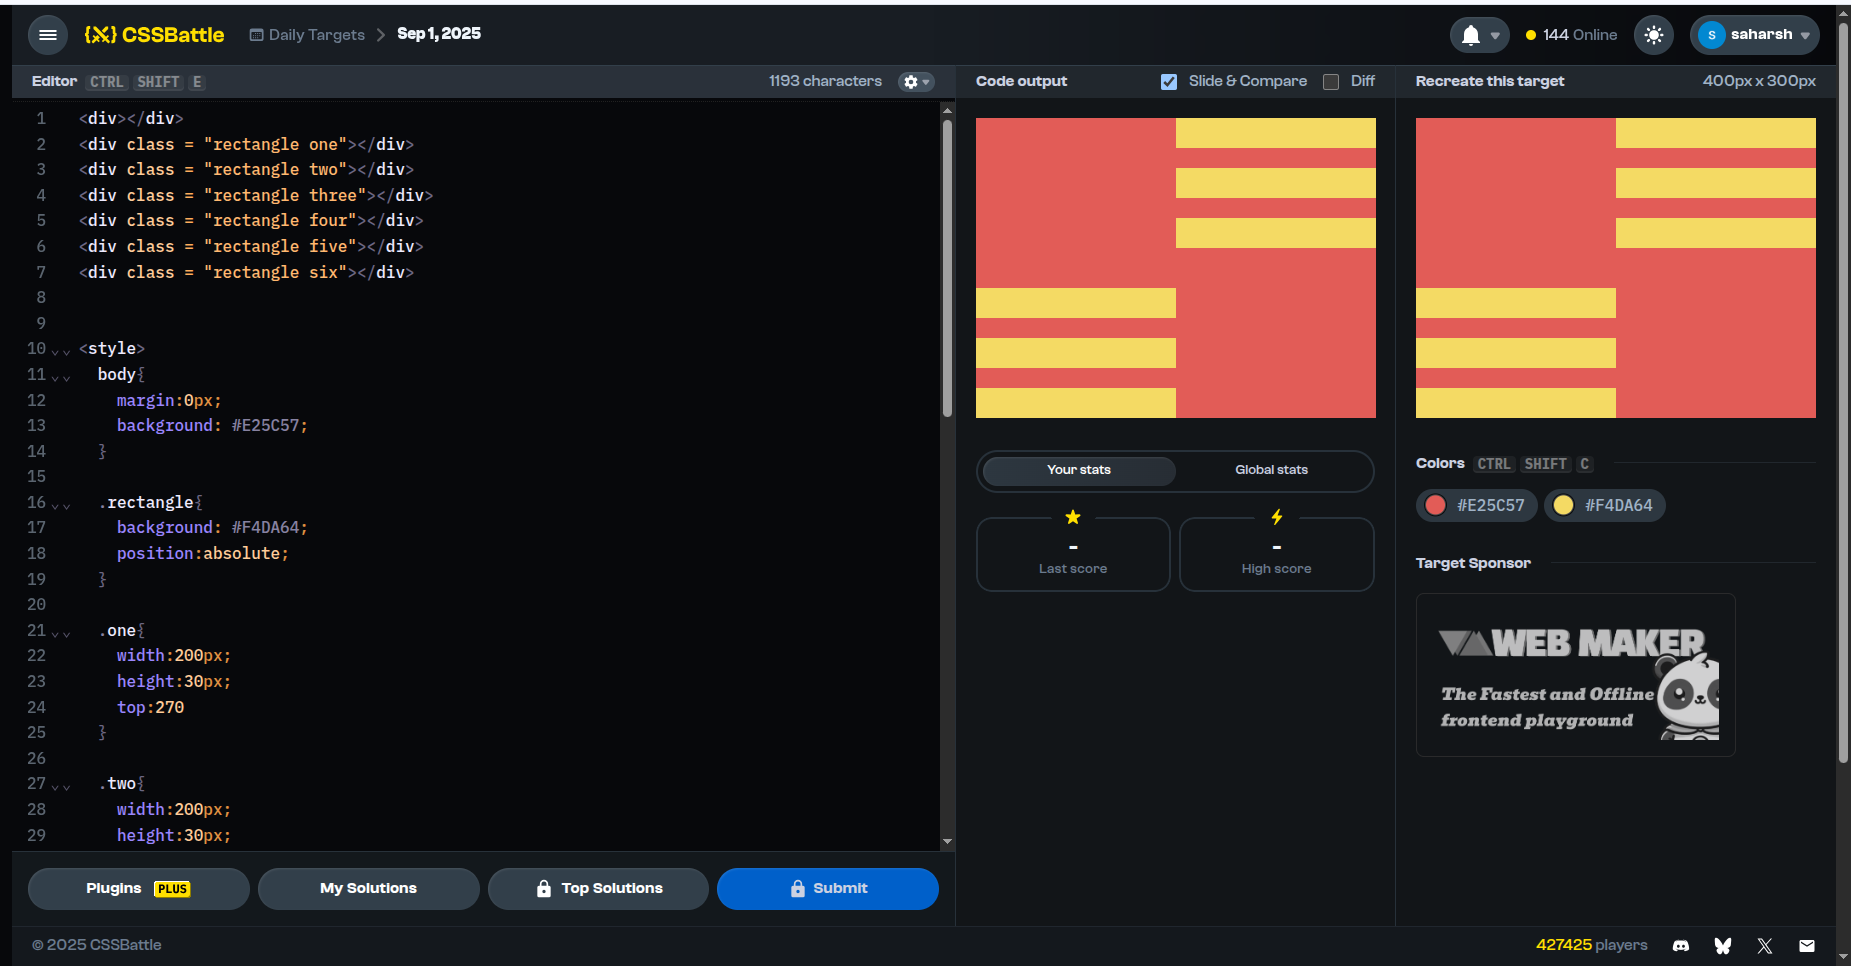 CSSBattle
Daily Targets
Sep 1, 2025
144 Online
S
saharsh
Editor CTRL SHIFT E
1193 characters
Code output
Slide & Compare
Diff
Recreate this target
400px x 300px
1 <div></div>
2 <div class = "rectangle one"></div>
3 <div class = "rectangle two"></div>
4 <div class = "rectangle three"></div>
5 <div class = "rectangle four"></div>
6 <div class = "rectangle five"></div>
7 <div class = "rectangle six"></div>
8
9
10 <style>
11 body{
12 margin:0px;
13 background: #E25C57;
14 }
15
16 .rectangle{
17 background: #F4DA64;
18 position:absolute;
19 }
20
21 .one{
22 width:200px;
23 height:30px;
24 top:270
25 }
26
27 .two{
28 width:200px;
29 height:30px;
Your stats
Global stats
-
Last score
-
High score
Colors CTRL SHIFT C
#E25C57
#F4DA64
Target Sponsor
WEB MAKER
The Fastest and Offline
frontend playground
Plugins PLUS
My Solutions
Top Solutions
Submit
© 2025 CSSBattle
427425 players